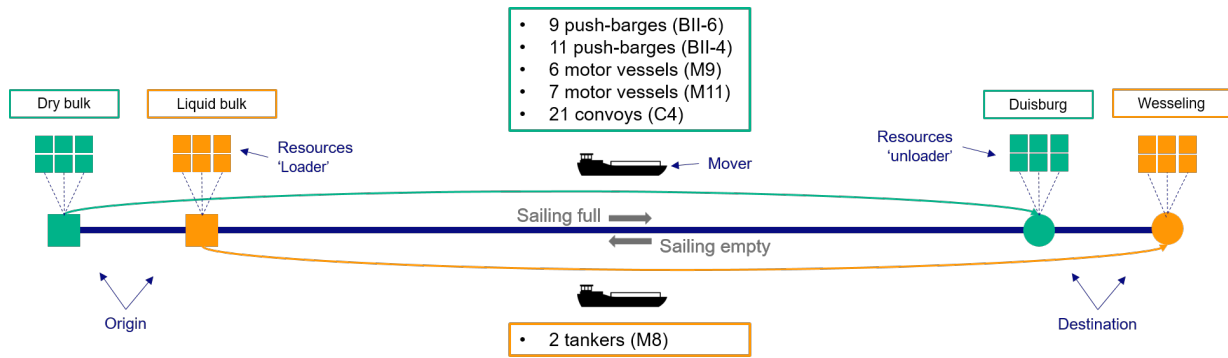 • 9 push-barges (BII-6)
• 11 push-barges (BII-4)
• 6 motor vessels (M9)
• 7 motor vessels (M11)
• 21 convoys (C4)
Dry bulk
Liquid bulk
Duisburg
Wesseling
Resources
'Loader'
Resources
'unloader'
Mover
Sailing full
Sailing empty
Origin
Destination
• 2 tankers (M8)